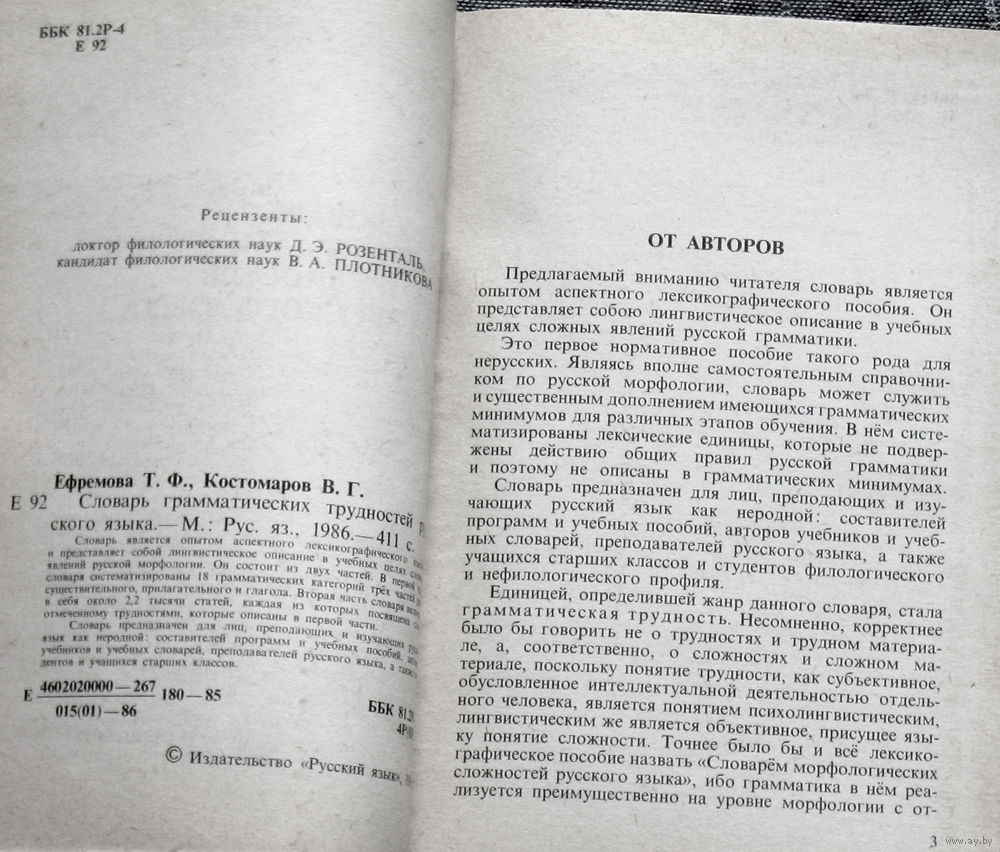 ББК 81.2Р-4
Е 92
Рецензенты:
доктор филологических наук Д. Э. РОЗЕНТАЛЬ,
кандидат филологических наук В. А. ПЛОТНИКОВА
Ефремова Т. Ф., Костомаров В. Г.
Е 92 Словарь грамматических трудностей
ского языка.—М.: Рус. яз., 1986.—411 с.
Словарь является опытом аспектного лексикографического
и представляет собой лингвистическое описание в учебных целях
явлений русской морфологии. Он состоит из двух частей. В первой
словаря систематизированы 18 грамматических категорий трёх частей
существительного, прилагательного и глагола. Вторая часть словаря
в себя около 2,2 тысячи статей, каждая из которых посвящена
отмеченному трудностями, которые описаны в первой части.
Словарь предназначен для лиц, преподающих и изучающих
язык как неродной: составителей программ и учебных пособий,
учебников и учебных словарей, преподавателей русского языка, а также
дентов и учащихся старших классов.
Е 4602020000—267 180—85
015(01)—86
ББК 81.2
© Издательство «Русский язык»,
ОТ АВТОРОВ
Предлагаемый вниманию читателя словарь является
опытом аспектного лексикографического пособия. Он
представляет собою лингвистическое описание в учебных
целях сложных явлений русской грамматики.
Это первое нормативное пособие такого рода для
нерусских. Являясь вполне самостоятельным справочни-
ком по русской морфологии, словарь может служить
и существенным дополнением имеющихся грамматических
минимумов для различных этапов обучения. В нём систе-
матизированы лексические единицы, которые не подвер-
жены действию общих правил русской грамматики
и поэтому не описаны в грамматических минимумах.
Словарь предназначен для лиц, преподающих и изу-
чающих русский язык как неродной: составителей
программ и учебных пособий, авторов учебников и учеб-
ных словарей, преподавателей русского языка, а также
учащихся старших классов и студентов филологического
и нефилологического профиля.
Единицей, определившей жанр данного словаря, стала
грамматическая трудность. Несомненно, корректнее
было бы говорить не о трудностях и трудном материа-
ле, а, соответственно, о сложностях и сложном ма-
териале, поскольку понятие трудности, как субъективное,
обусловленное интеллектуальной деятельностью отдель-
ного человека, является понятием психолингвистическим,
лингвистическим же является объективное, присущее язы-
ку понятие сложности. Точнее было бы и всё лексико-
графическое пособие назвать «Словарём морфологических
сложностей русского языка», ибо грамматика в нём реа-
лизуется преимущественно на уровне морфологии с от-
3
www.ay.by